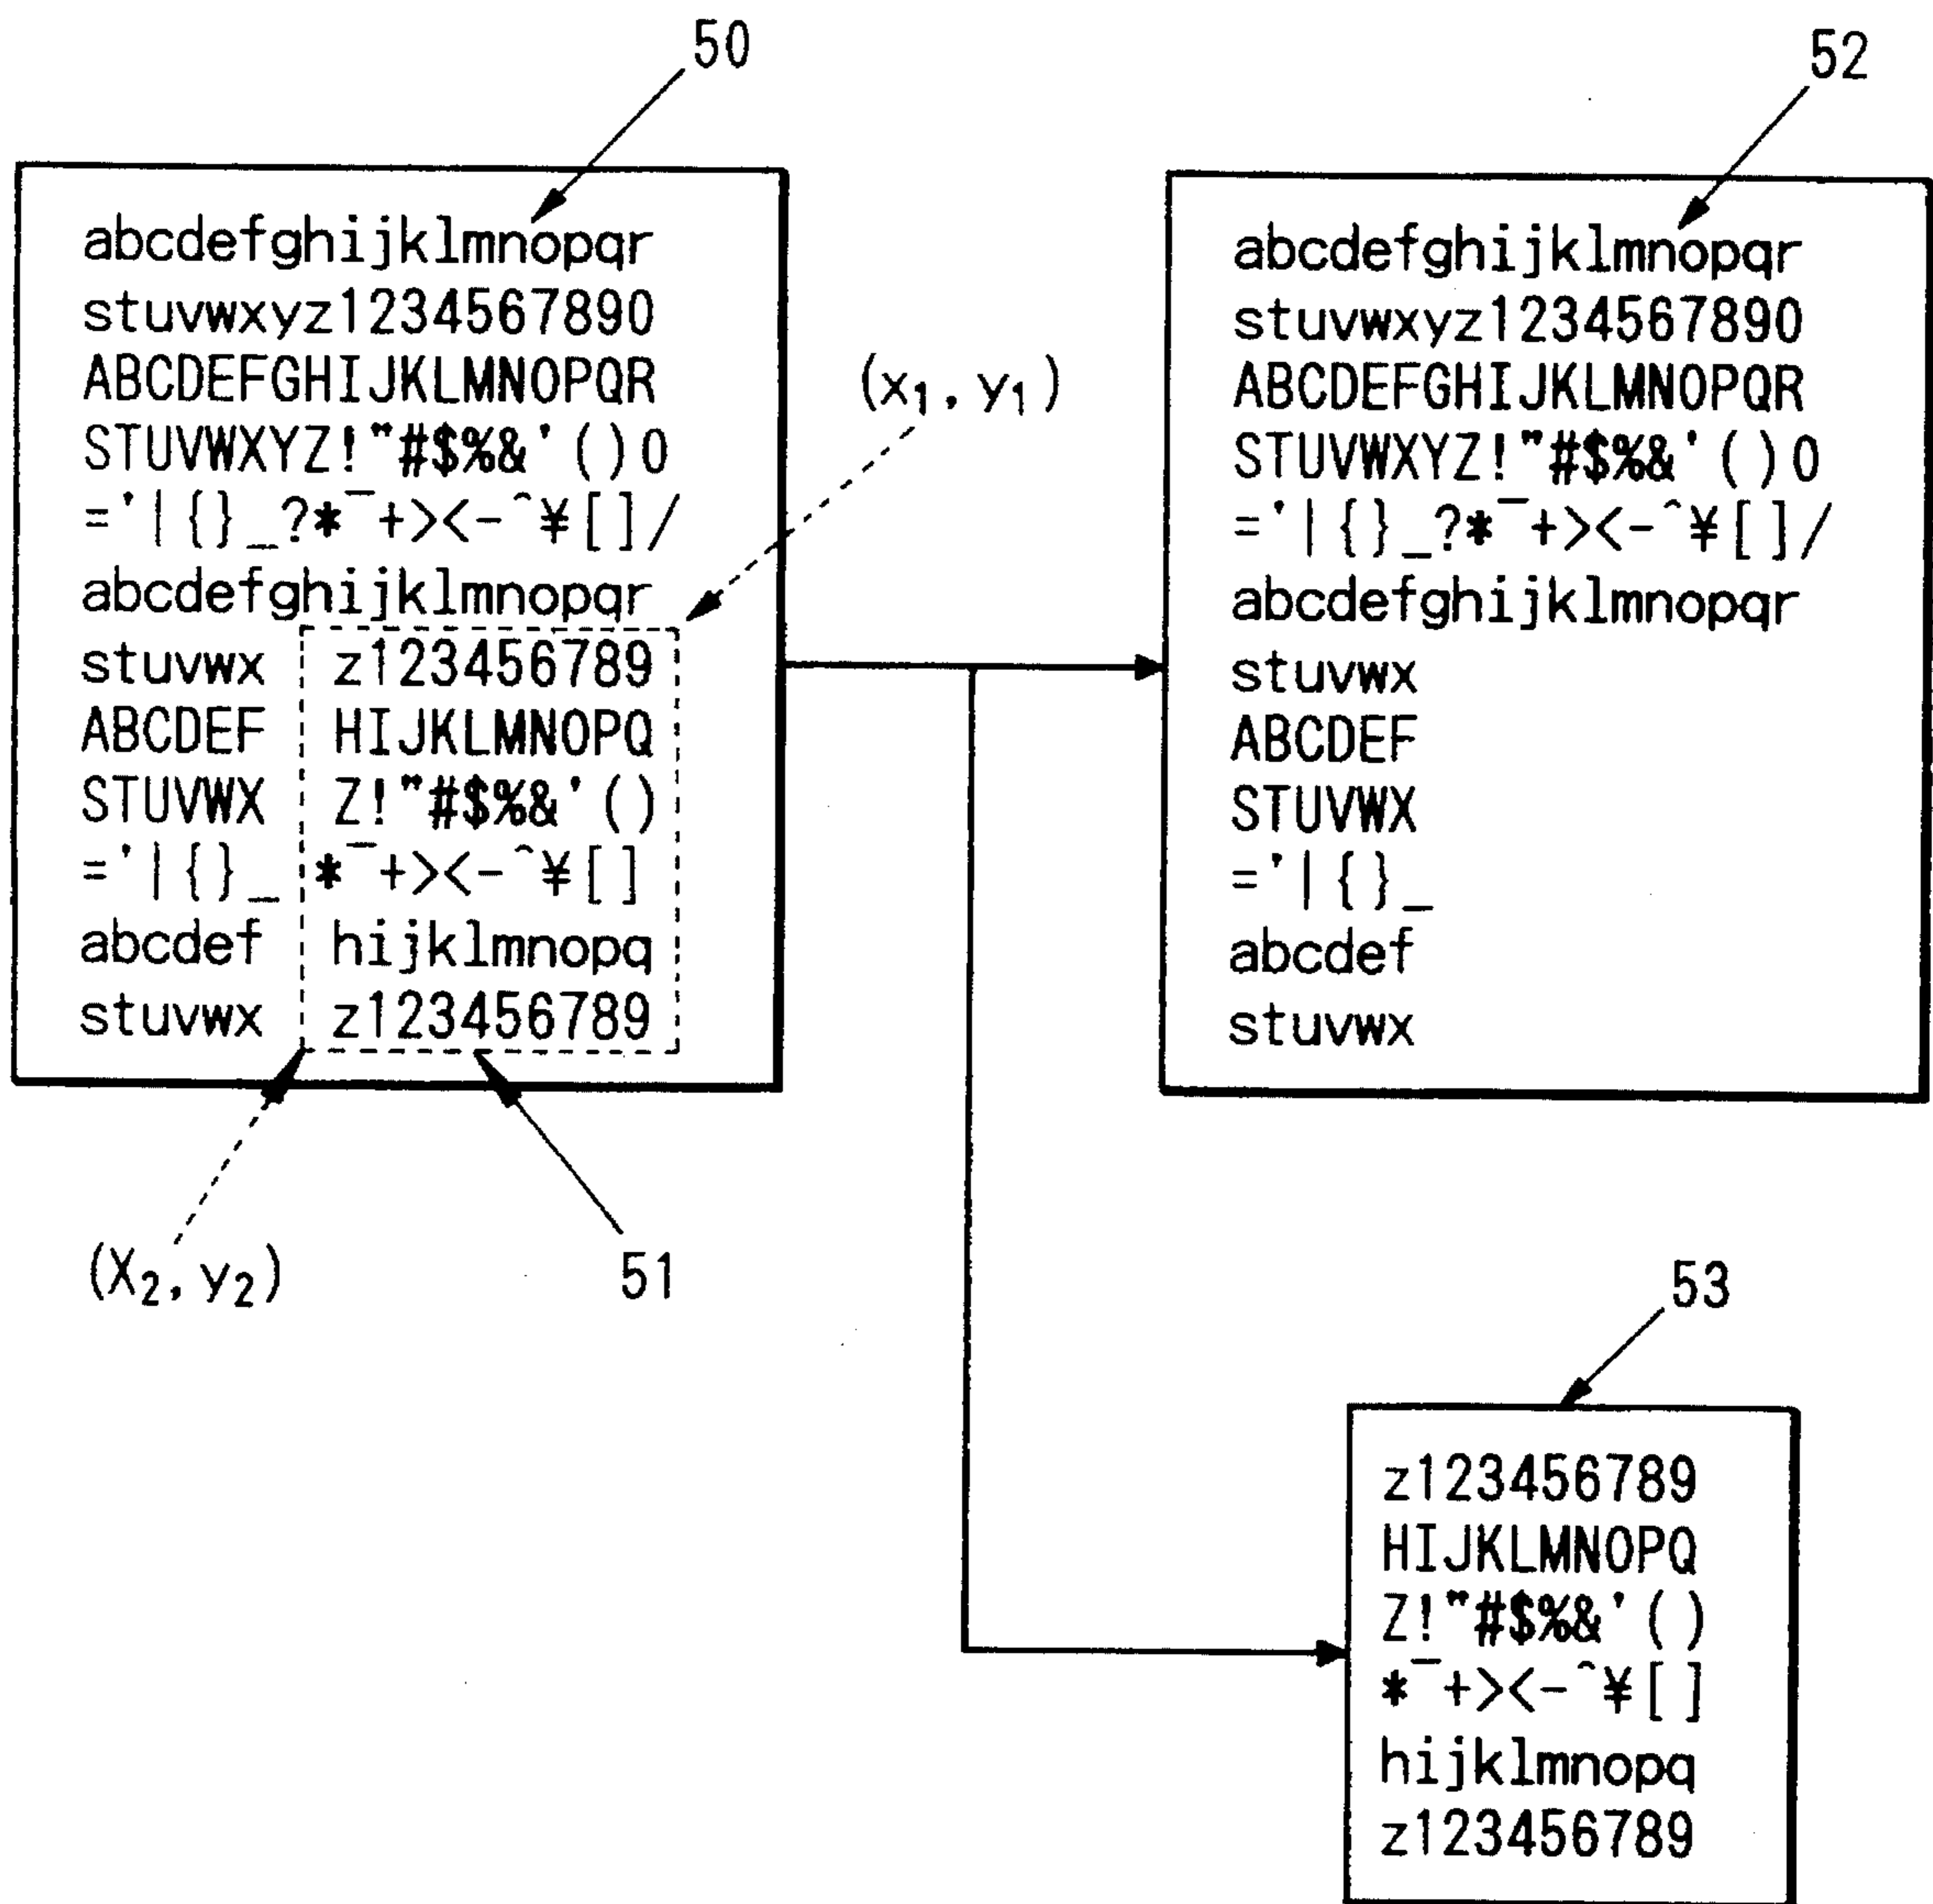 50
52
abcdefghijklmnopqr
stuvwxyz1234567890
ABCDEFGHIJKLMNOPQR
STUVWXYZ!"#$%&'()0
='|{}_?*¯+><-^¥[]/
abcdefghijklmnopqr
stuvwx z123456789
ABCDEF HIJKLMNOPQ
STUVWX Z!"#$%&'()
='|{}_ *¯+><-^¥[]
abcdef hijklmnopq
stuvwx z123456789
(x₁, y₁)
(X₂, y₂)
51
abcdefghijklmnopqr
stuvwxyz1234567890
ABCDEFGHIJKLMNOPQR
STUVWXYZ!"#$%&'()0
='|{}_?*¯+><-^¥[]/
abcdefghijklmnopqr
stuvwx
ABCDEF
STUVWX
='|{}_
abcdef
stuvwx
53
z123456789
HIJKLMNOPQ
Z!"#$%&'()
*¯+><-^¥[]
hijklmnopq
z123456789